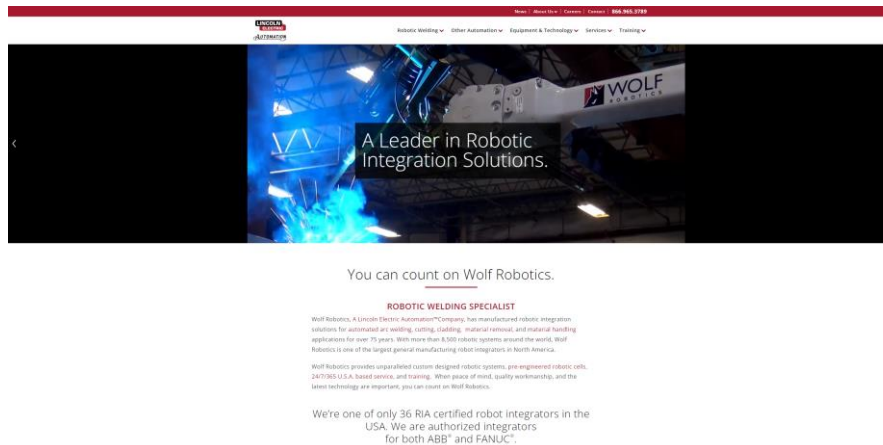 News | About Us | Careers | Contact | 866.965.3789
LINCOLN
ELECTRIC
AUTOMATION
Robotic Welding Other Automation Equipment & Technology Services Training
WOLF
ROBOTICS
A Leader in Robotic
Integration Solutions.
You can count on Wolf Robotics.
ROBOTIC WELDING SPECIALIST
Wolf Robotics, A Lincoln Electric Automation™Company, has manufactured robotic integration
solutions for automated arc welding, cutting, cladding, material removal, and material handling
applications for over 75 years. With more than 8,500 robotic systems around the world, Wolf
Robotics is one of the largest general manufacturing robot integrators in North America.
Wolf Robotics provides unparalleled custom designed robotic systems, pre-engineered robotic cells,
24/7/365 U.S.A. based service, and training. When peace of mind, quality workmanship, and the
latest technology are important, you can count on Wolf Robotics.
We're one of only 36 RIA certified robot integrators in the
USA. We are authorized integrators
for both ABB® and FANUC®.